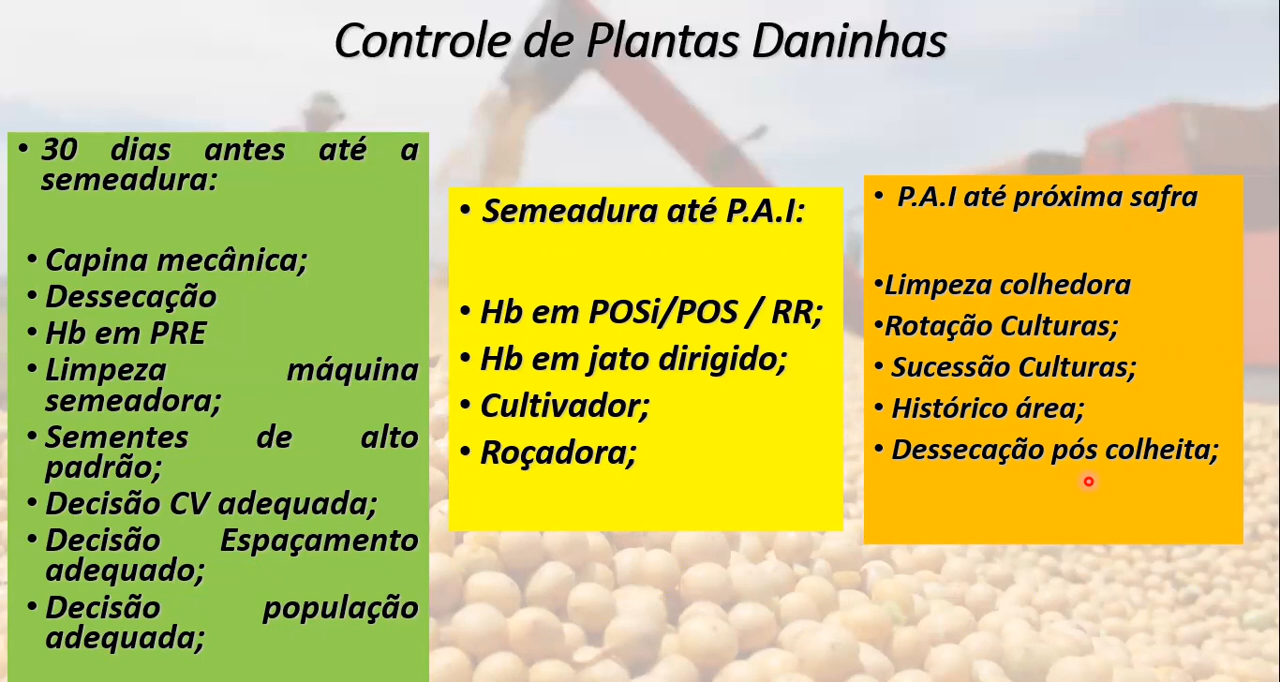 Controle de Plantas Daninhas
• 30 dias antes até a
semeadura:
• Capina mecânica;
• Dessecação
• Hb em PRE
• Limpeza máquina
semeadora;
• Sementes de alto
padrão;
• Decisão CV adequada;
• Decisão Espaçamento
adequado;
• Decisão população
adequada;
• Semeadura até P.A.I:
• Hb em POSi/POS / RR;
• Hb em jato dirigido;
• Cultivador;
• Roçadora;
• P.A.I até próxima safra
•Limpeza colhedora
•Rotação Culturas;
• Sucessão Culturas;
• Histórico área;
• Dessecação pós colheita;